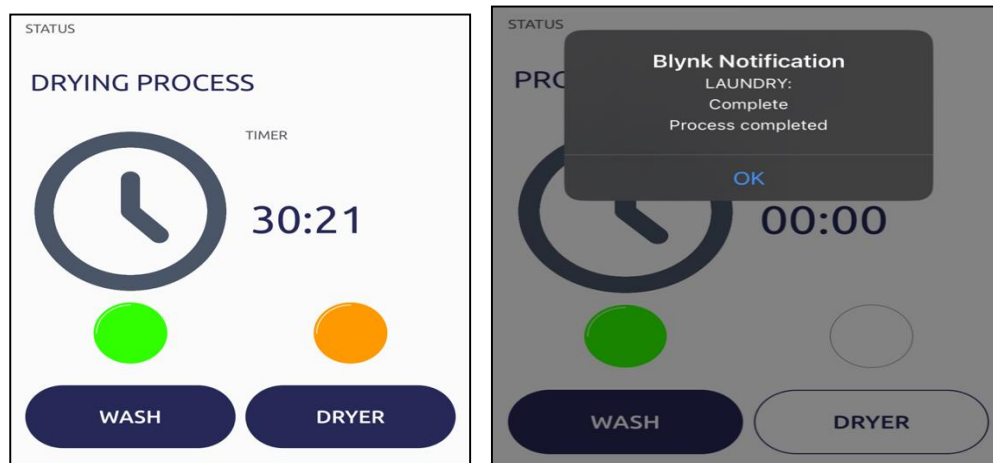 STATUS
DRYING PROCESS
TIMER
30:21
WASH
DRYER
STATUS
PRO
Blynk Notification
LAUNDRY:
Complete
Process completed
OK
00:00
WASH
DRYER